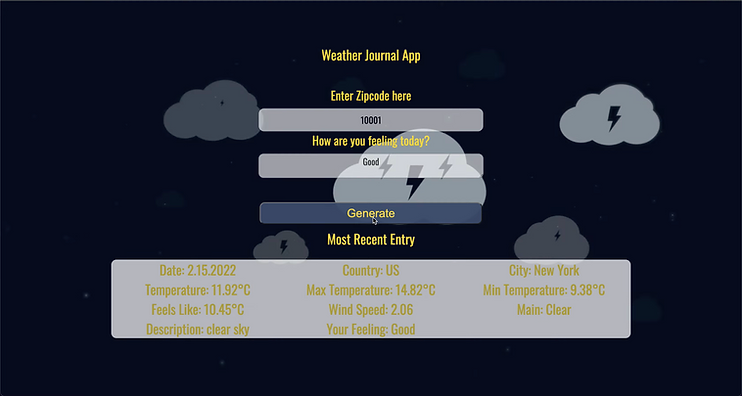 Weather Journal App
Enter Zipcode here
10001
How are you feeling today?
Good
Generate
Most Recent Entry
Date: 2.15.2022 Country: US City: New York
Temperature: 11.92°C Max Temperature: 14.82°C Min Temperature: 9.38°C
Feels Like: 10.45°C Wind Speed: 2.06 Main: Clear
Description: clear sky Your Feeling: Good